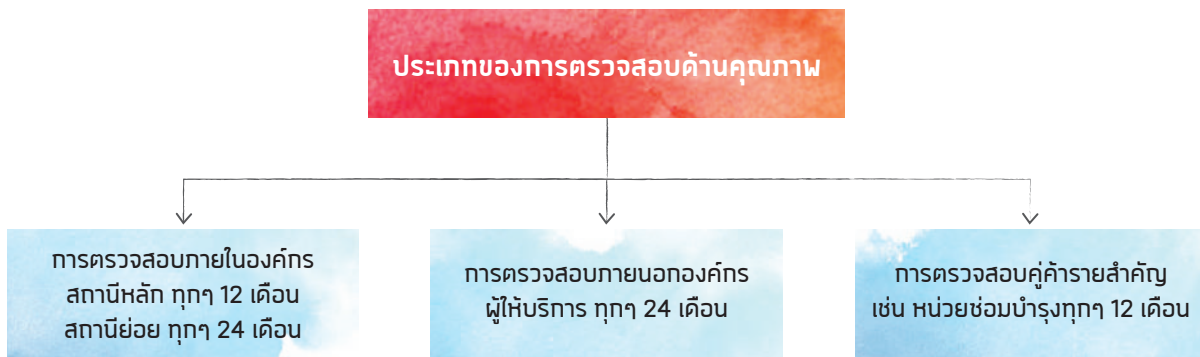 ประเภทของการตรวจสอบด้านคุณภาพ
การตรวจสอบภายในองค์กร
สถานีหลัก ทุกๆ 12 เดือน
สถานีย่อย ทุกๆ 24 เดือน
การตรวจสอบภายนอกองค์กร
ผู้ให้บริการ ทุกๆ 24 เดือน
การตรวจสอบคู่ค้ารายสำคัญ
เช่น หน่วยซ่อมบำรุงทุกๆ 12 เดือน